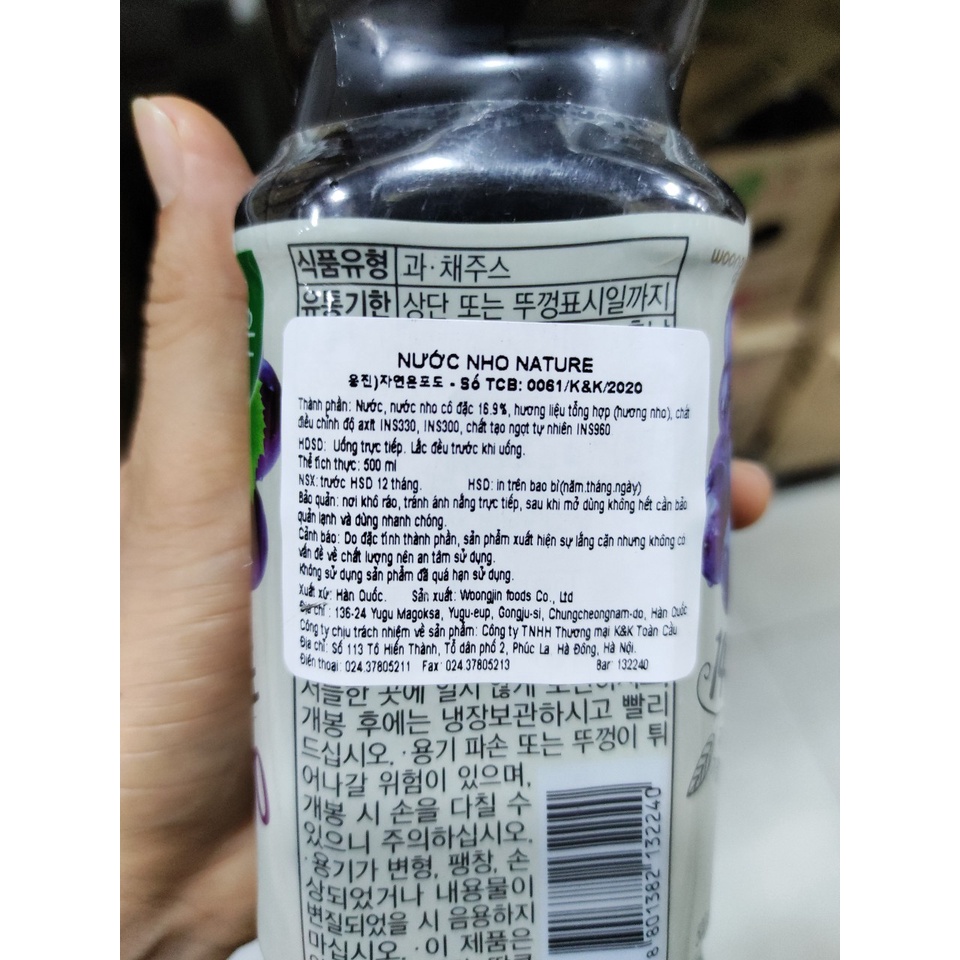 식품유형 과·채주스
유통기한 상단 또는 뚜껑표시일까지
NƯỚC NHO NATURE
웅진)자연은포도 - Số TCB: 0061/K&K/2020
Thành phần: Nước, nước nho cô đặc 16.9%, hương liệu tổng hợp (hương nho), chất
điều chỉnh độ axit INS330, INS300, chất tạo ngọt tự nhiên INS960
HDSD: Uống trực tiếp. Lắc đều trước khi uống.
Thể tích thực: 500 ml
NSX: trước HSD 12 tháng. HSD: in trên bao bì(năm.tháng.ngày)
Bảo quản: nơi khô ráo, tránh ánh nắng trực tiếp, sau khi mở dùng không hết cần bảo
quản lạnh và dùng nhanh chóng.
Cảnh báo: Do đặc tính thành phần, sản phẩm xuất hiện sự lắng cặn nhưng không có
vấn đề về chất lượng nên an tâm sử dụng.
Không sử dụng sản phẩm đã quá hạn sử dụng.
Xuất xứ: Hàn Quốc. Sản xuất: Woongjin foods Co., Ltd
Địa chỉ : 136-24 Yugu Magoksa, Yugu-eup, Gongju-si, Chungcheongnam-do, Hàn Quốc
Công ty chịu trách nhiệm về sản phẩm: Công ty TNHH Thương mại K&K Toàn Cầu
Địa chỉ: Số 113 Tô Hiến Thành, Tổ dân phố 2, Phúc La Hà Đông, Hà Nội.
Điện thoại: 024.37805211 Fax: 024.37805213 Bar: 132240
개봉 후에는 냉장보관하시고 빨리
드십시오. ·용기 파손 또는 뚜껑이 튀
어나갈 위험이 있으며,
개봉 시 손을 다칠 수
있으니 주의하십시오.
·용기가 변형, 팽창, 손
상되었거나 내용물이
변질되었을 시 음용하지
마십시오. ·이 제품은
8 801382 132240